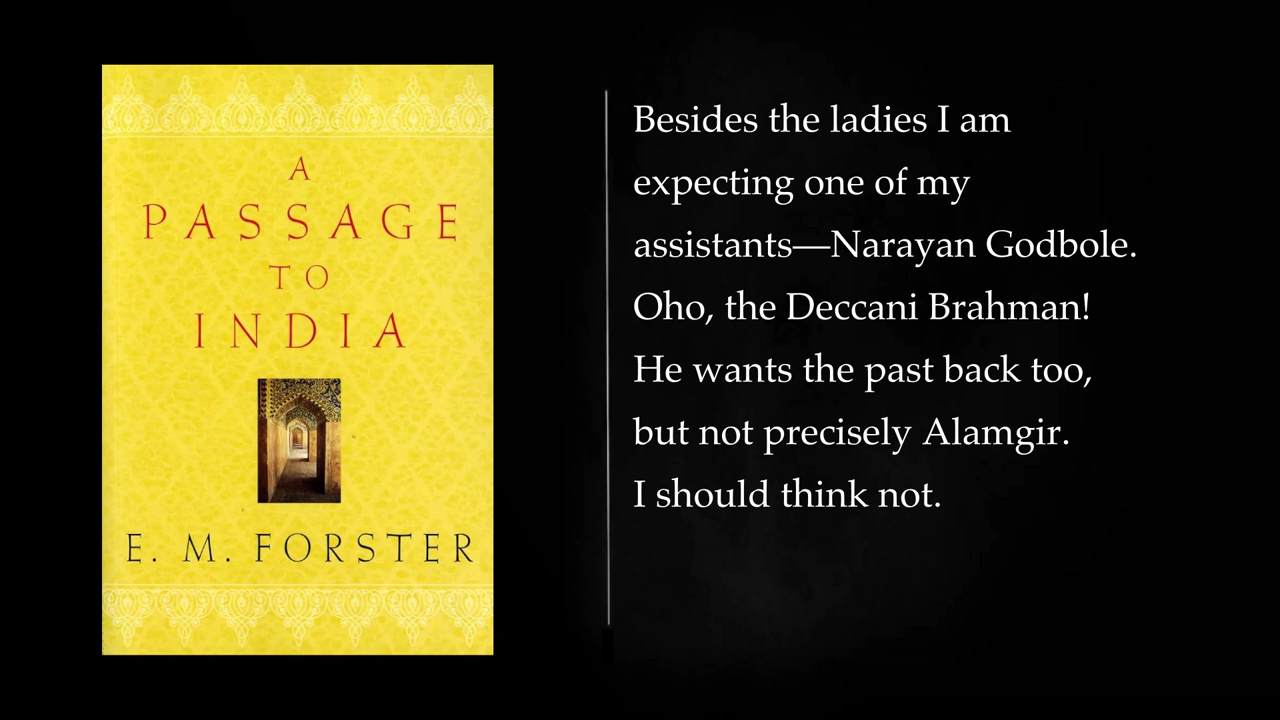 A
PASSAGE
TO
INDIA
E. M. FORSTER
Besides the ladies I am
expecting one of my
assistants—Narayan Godbole.
Oho, the Deccani Brahman!
He wants the past back too,
but not precisely Alamgir.
I should think not.